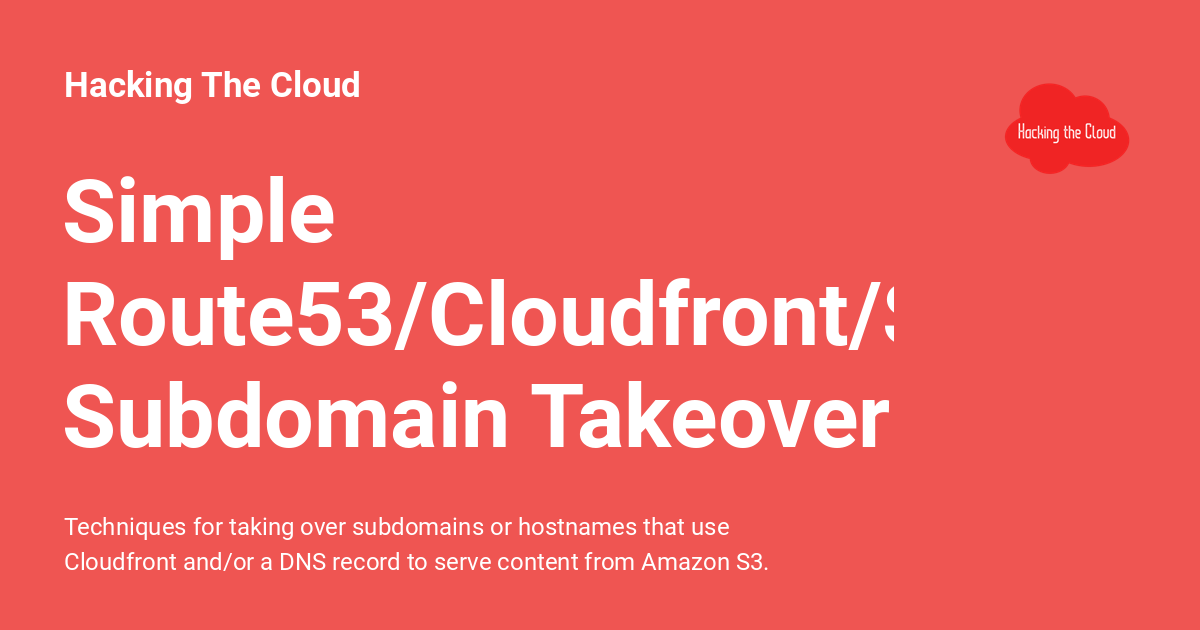 Hacking The Cloud
Hacking the Cloud
Simple
Route53/Cloudfront/
Subdomain Takeover
Techniques for taking over subdomains or hostnames that use
Cloudfront and/or a DNS record to serve content from Amazon S3.